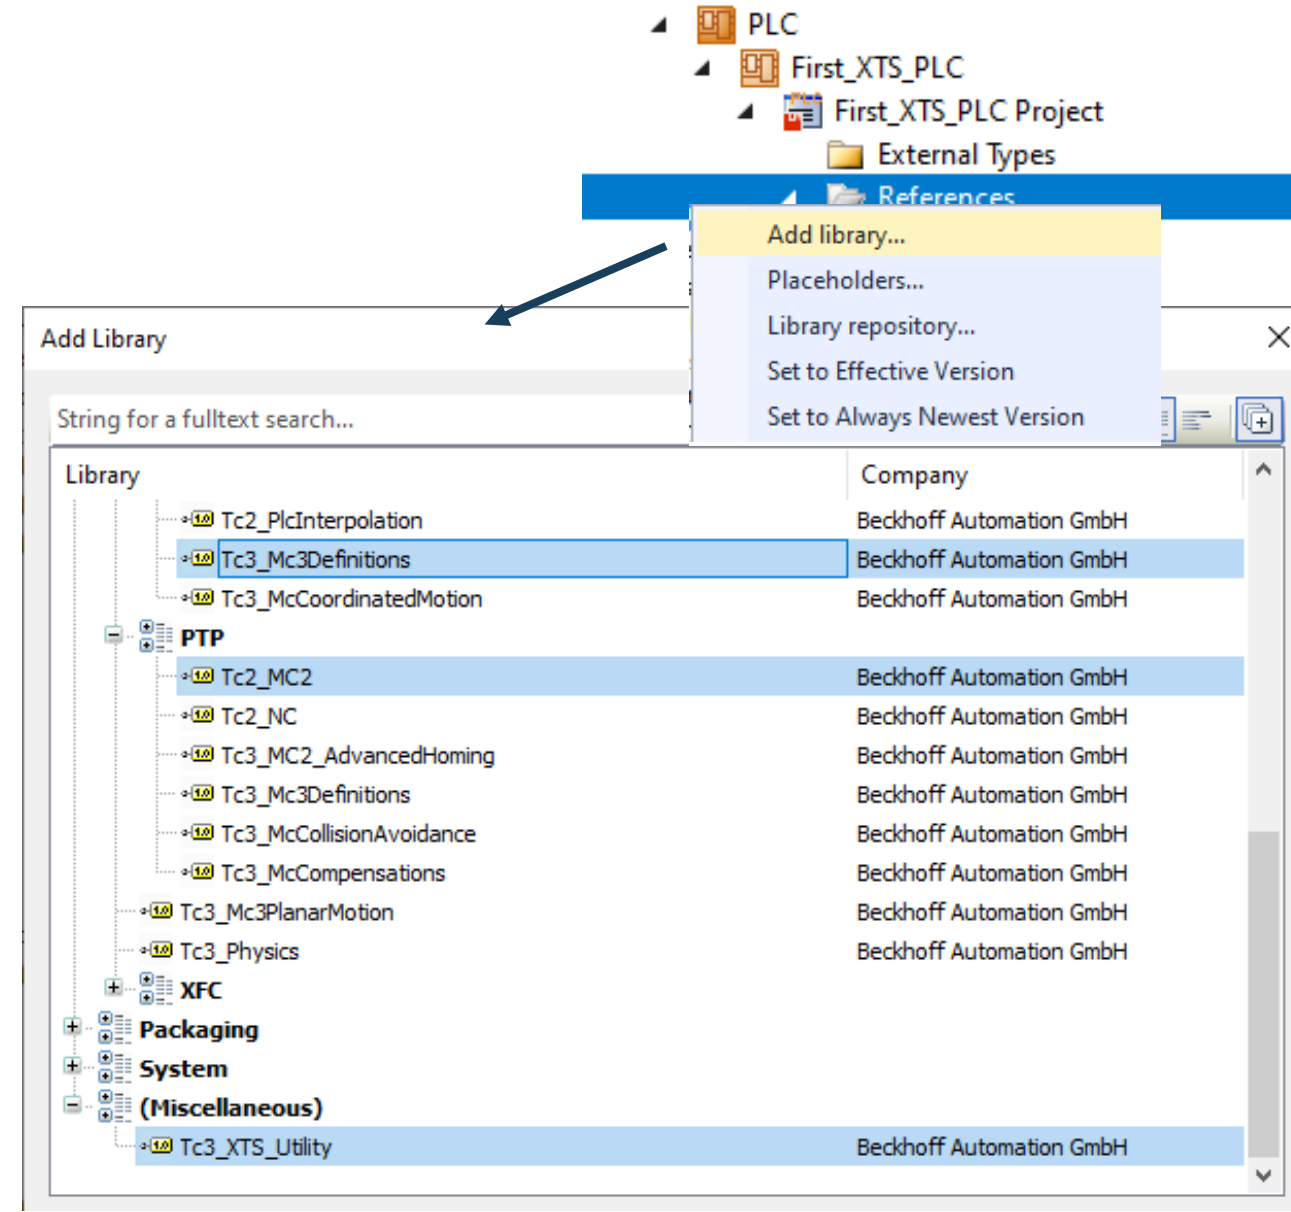 PLC
First_XTS_PLC
First_XTS_PLC Project
External Types
References
Add library...
Placeholders...
Library repository...
Set to Effective Version
Set to Always Newest Version
Add Library
String for a fulltext search...
Library Company
Tc2_PlcInterpolation Beckhoff Automation GmbH
Tc3_Mc3Definitions Beckhoff Automation GmbH
Tc3_McCoordinatedMotion Beckhoff Automation GmbH
PTP
Tc2_MC2 Beckhoff Automation GmbH
Tc2_NC Beckhoff Automation GmbH
Tc3_MC2_AdvancedHoming Beckhoff Automation GmbH
Tc3_Mc3Definitions Beckhoff Automation GmbH
Tc3_McCollisionAvoidance Beckhoff Automation GmbH
Tc3_McCompensations Beckhoff Automation GmbH
Tc3_Mc3PlanarMotion Beckhoff Automation GmbH
Tc3_Physics Beckhoff Automation GmbH
XFC
Packaging
System
(Miscellaneous)
Tc3_XTS_Utility Beckhoff Automation GmbH